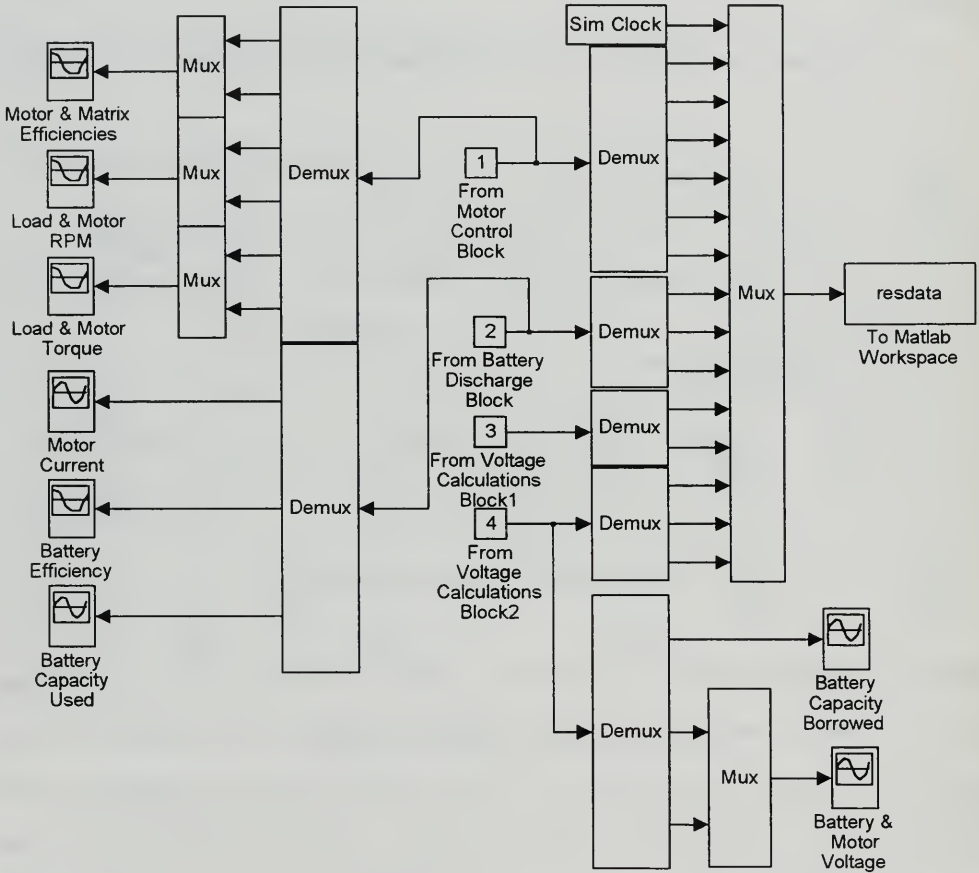 Sim Clock
Mux
Motor & Matrix
Efficiencies
Mux
Load & Motor
RPM
Mux
Load & Motor
Torque
Demux
Motor
Current
Battery
Efficiency
Battery
Capacity
Used
Demux
1
From
Motor
Control
Block
2
From Battery
Discharge
Block
3
From Voltage
Calculations
Block1
4
From
Voltage
Calculations
Block2
Demux
Demux
Demux
Demux
Mux
resdata
To Matlab
Workspace
Demux
Mux
Battery
Capacity
Borrowed
Battery &
Motor
Voltage